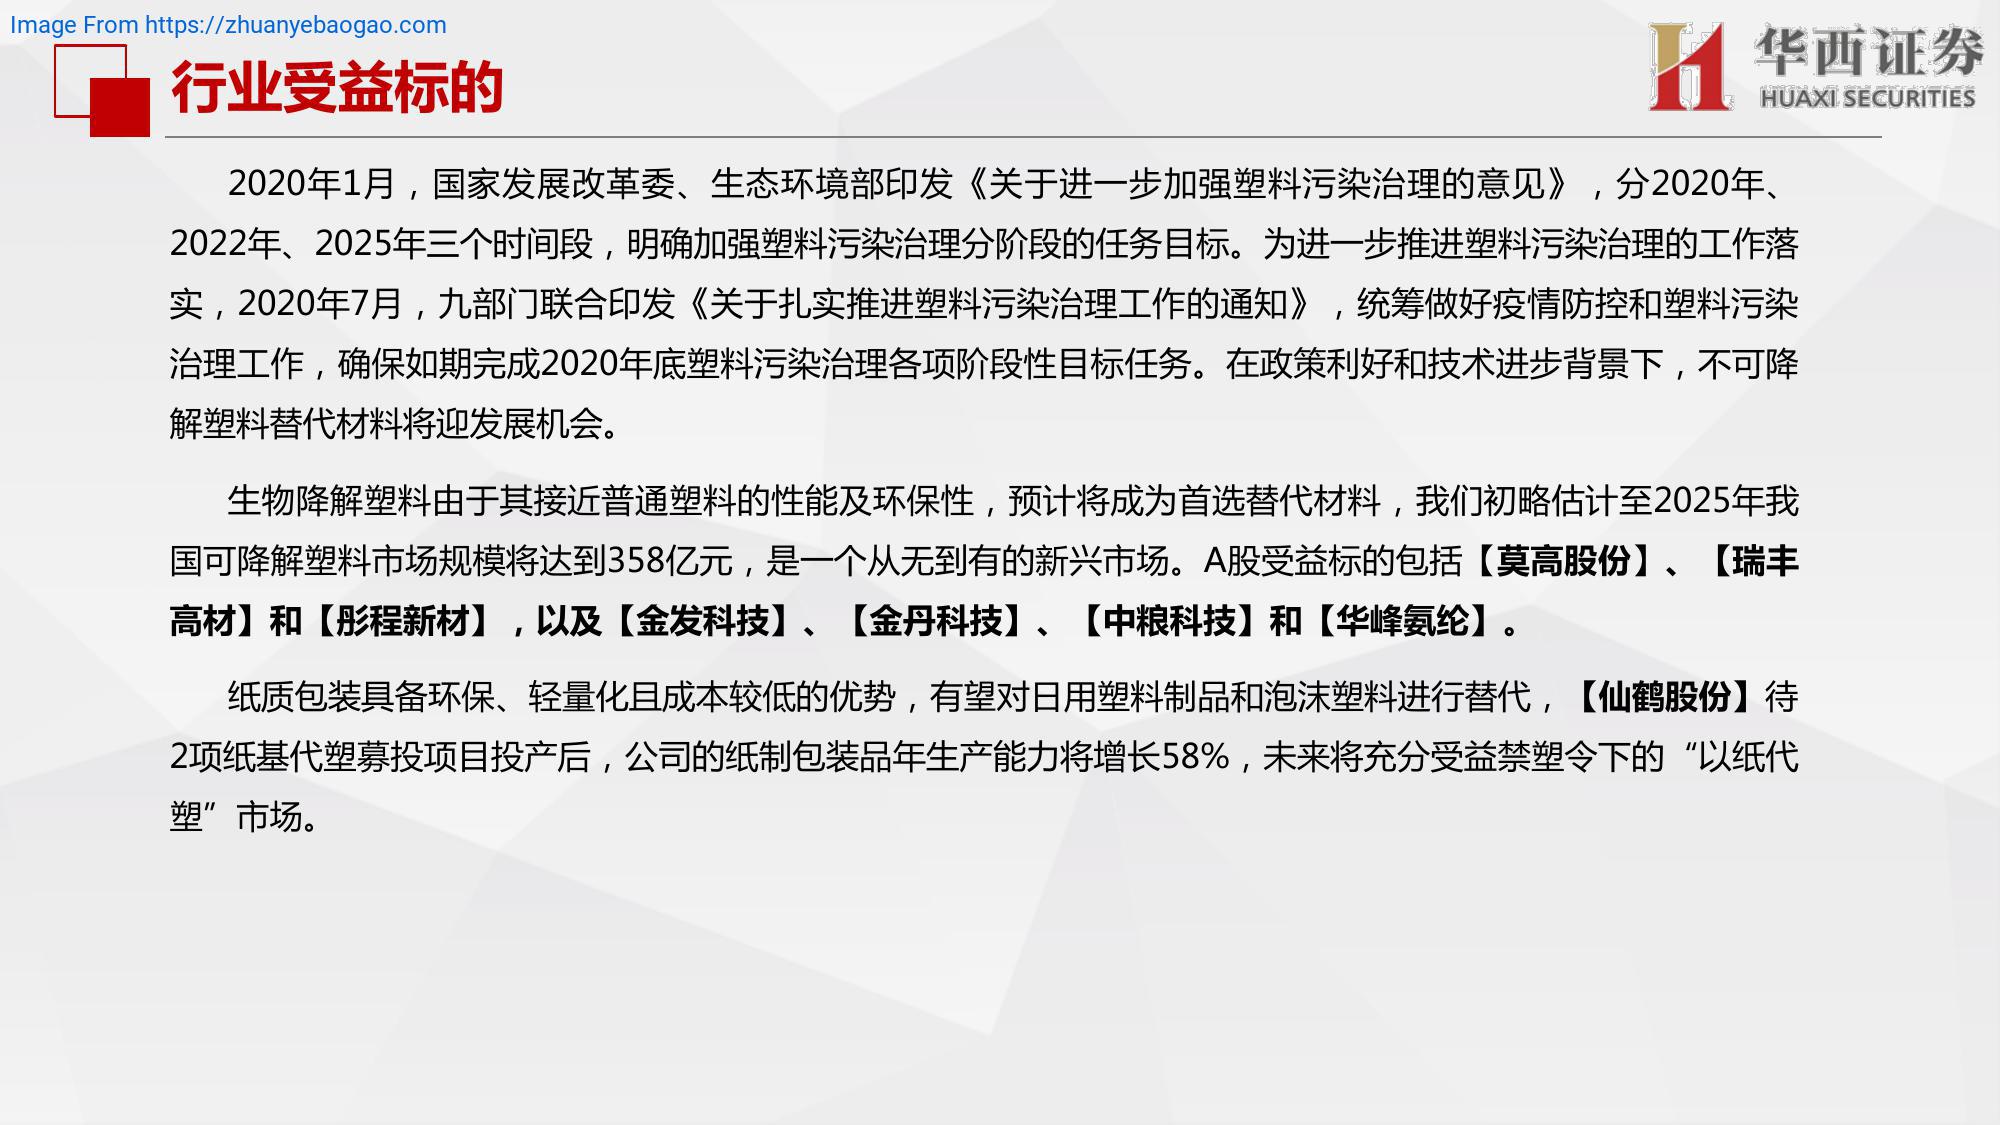 Image From https://zhuanyebaogao.com
行业受益标的
华西证券
HUAXI SECURITIES
2020年1月，国家发展改革委、生态环境部印发《关于进一步加强塑料污染治理的意见》，分2020年、
2022年、2025年三个时间段，明确加强塑料污染治理分阶段的任务目标。为进一步推进塑料污染治理的工作落
实，2020年7月，九部门联合印发《关于扎实推进塑料污染治理工作的通知》，统筹做好疫情防控和塑料污染
治理工作，确保如期完成2020年底塑料污染治理各项阶段性目标任务。在政策利好和技术进步背景下，不可降
解塑料替代材料将迎发展机会。
生物降解塑料由于其接近普通塑料的性能及环保性，预计将成为首选替代材料，我们初略估计至2025年我
国可降解塑料市场规模将达到358亿元，是一个从无到有的新兴市场。A股受益标的包括【莫高股份】、【瑞丰
高材】和【彤程新材】，以及【金发科技】、【金丹科技】、【中粮科技】和【华峰氨纶】。
纸质包装具备环保、轻量化且成本较低的优势，有望对日用塑料制品和泡沫塑料进行替代，【仙鹤股份】待
2项纸基代塑募投项目投产后，公司的纸制包装品年生产能力将增长58%，未来将充分受益禁塑令下的“以纸代
塑”市场。